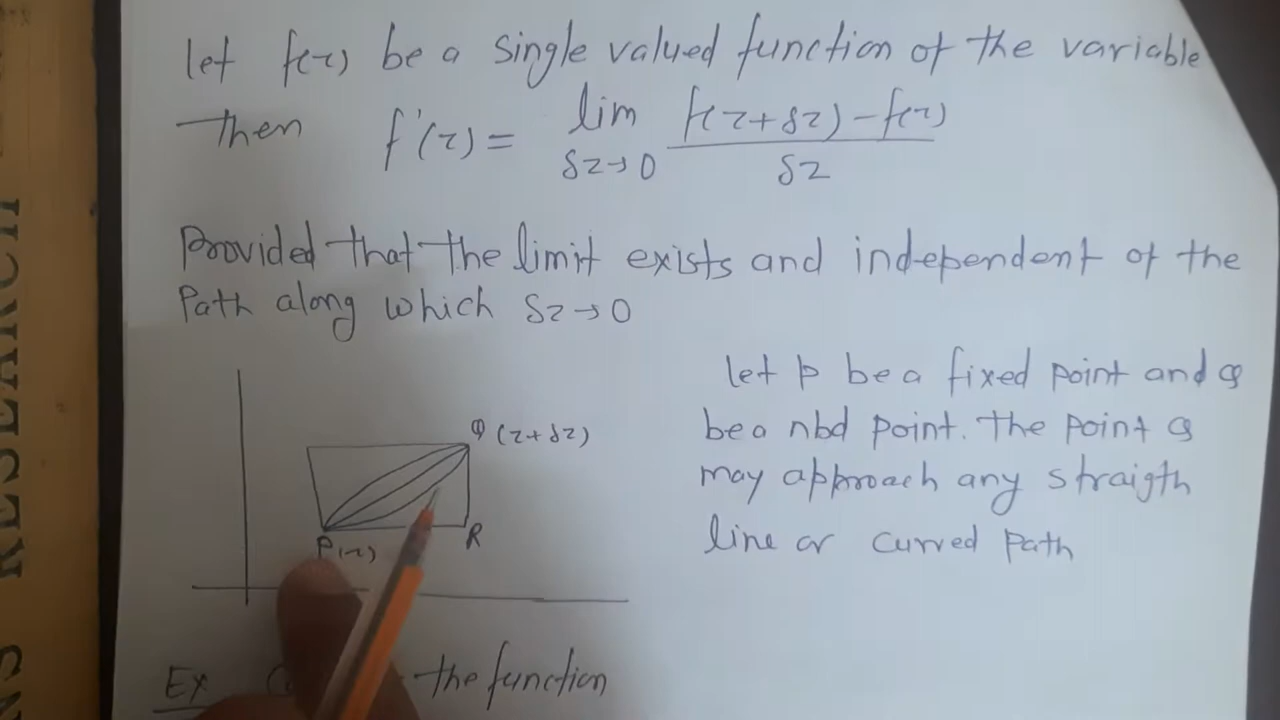 let f(z) be a single valued function of the variable
then f'(z) = lim δz→0 f(z+δz)-f(z) / δz
Provided that the limit exists and independent of the
Path along which δz→0
let P be a fixed point and Q
be a nbd point. The point Q
may approach any straigth
line or curved path
Q (z+δz)
P(z)
R
Ex the function
RESEARCH